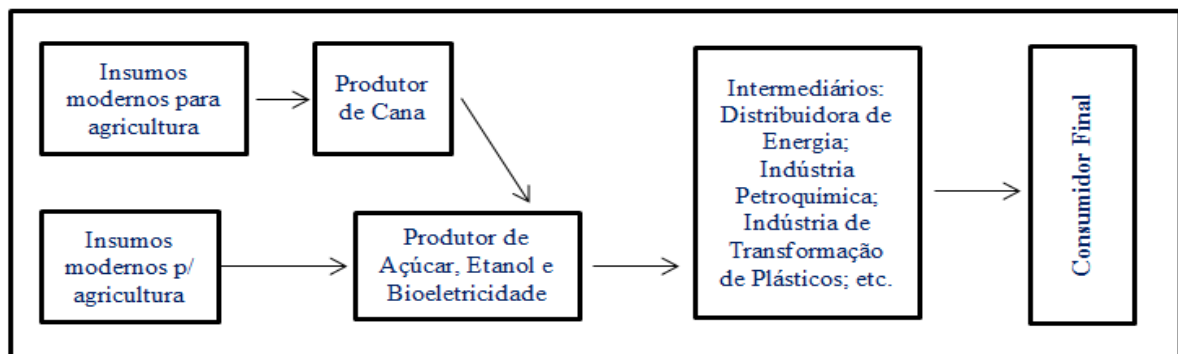 Insumos
modernos para
agricultura
Produtor
de Cana
Insumos
modernos p/
agricultura
Produtor de
Açúcar, Etanol e
Bioeletricidade
Intermediários:
Distribuidora de
Energia;
Indústria
Petroquímica;
Indústria de
Transformação
de Plásticos; etc.
Consumidor Final